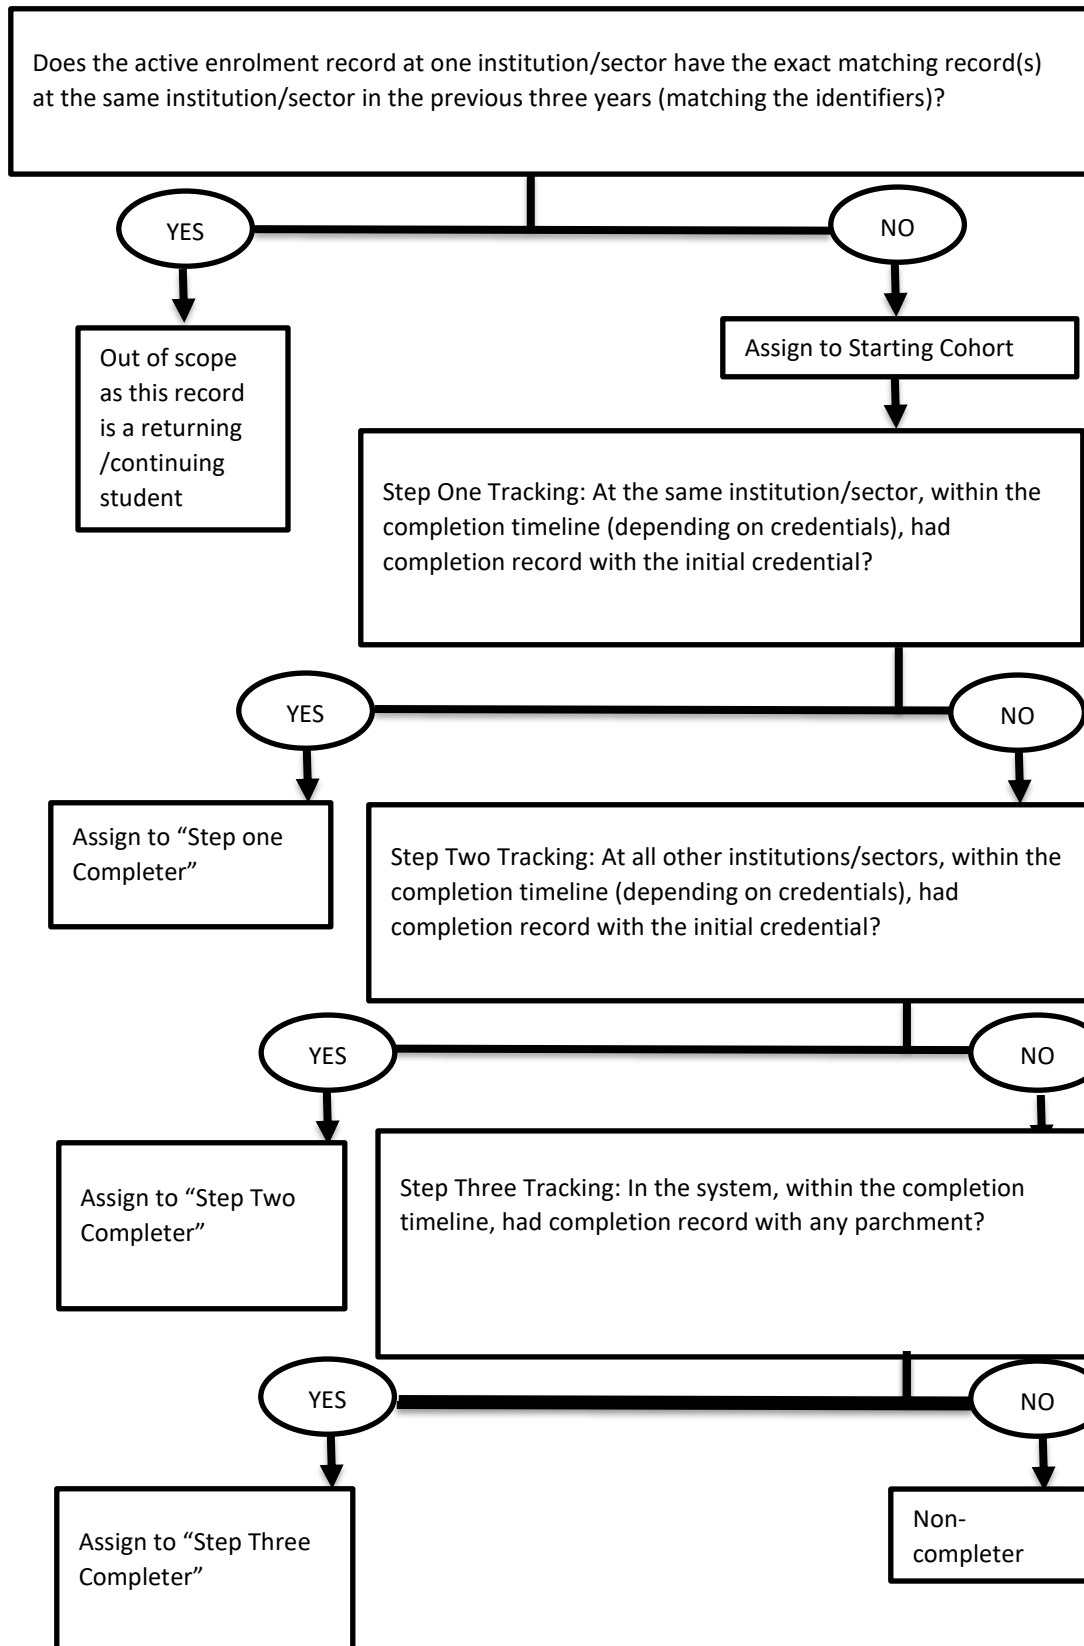 Does the active enrolment record at one institution/sector have the exact matching record(s)
at the same institution/sector in the previous three years (matching the identifiers)?
YES
NO
Out of scope
as this record
is a returning
/continuing
student
Assign to Starting Cohort
Step One Tracking: At the same institution/sector, within the
completion timeline (depending on credentials), had
completion record with the initial credential?
YES
NO
Assign to “Step one
Completer”
Step Two Tracking: At all other institutions/sectors, within the
completion timeline (depending on credentials), had
completion record with the initial credential?
YES
NO
Assign to “Step Two
Completer”
Step Three Tracking: In the system, within the completion
timeline, had completion record with any parchment?
YES
NO
Assign to “Step Three
Completer”
Non-
completer